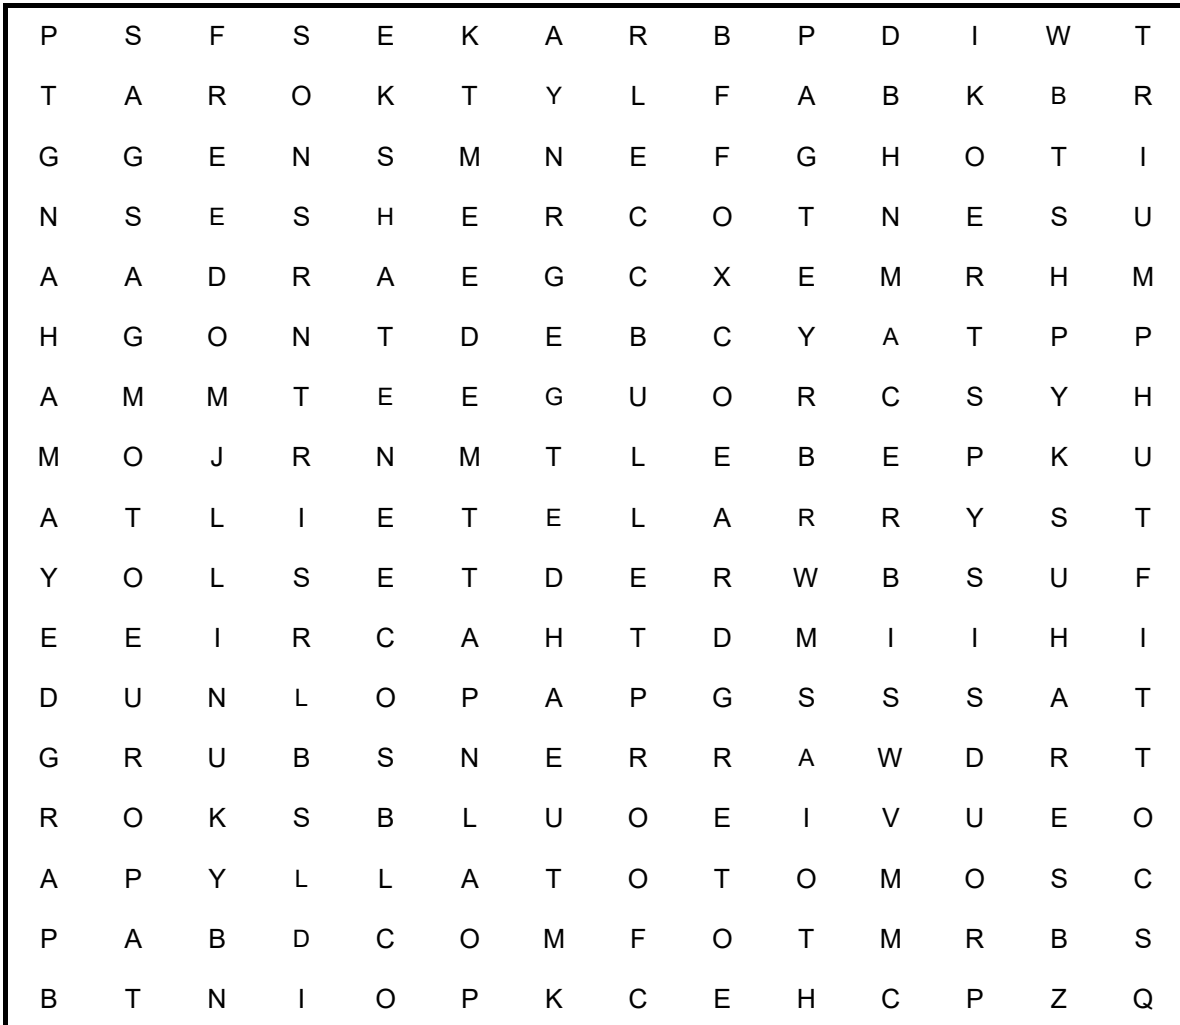 P S F S E K A R B P D I W T
T A R O K T Y L F A B K B R
G G E N S M N E F G H O T I
N S E S H E R C O T N E S U
A A D R A E G C X E M R H M
H G O N T D E B C Y A T P P
A M M T E E G U O R C S Y H
M O J R N M T L E B E P K U
A T L I E T E L A R R Y S T
Y O L S E T D E R W B S U F
E E I R C A H T D M I I H I
D U N L O P A P G S S S A T
G R U B S N E R R A W D R T
R O K S B L U O E I V U E O
A P Y L L A T O T O M O S C
P A B D C O M F O T M R B S
B T N I O P K C E H C P Z Q